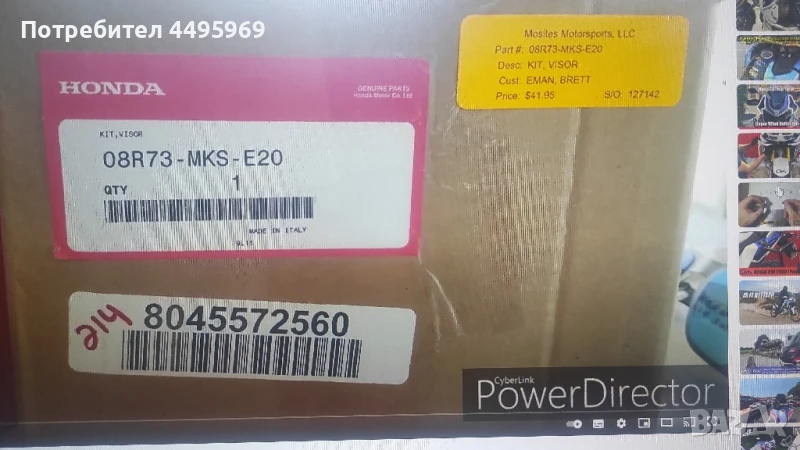 Потребител 4495969
Mosites Motorsports, LLC
Part #: 08R73-MKS-E20
Desc: KIT, VISOR
Cust: EMAN, BRETT
Price: $41.95 S/O: 127142
HONDA
GENUINE PARTS
Honda Motor Co., Ltd.
KIT,VISOR
08R73-MKS-E20
QTY 1
MADE IN ITALY
214
8045572560
CyberLink
PowerDirector
BAZAR